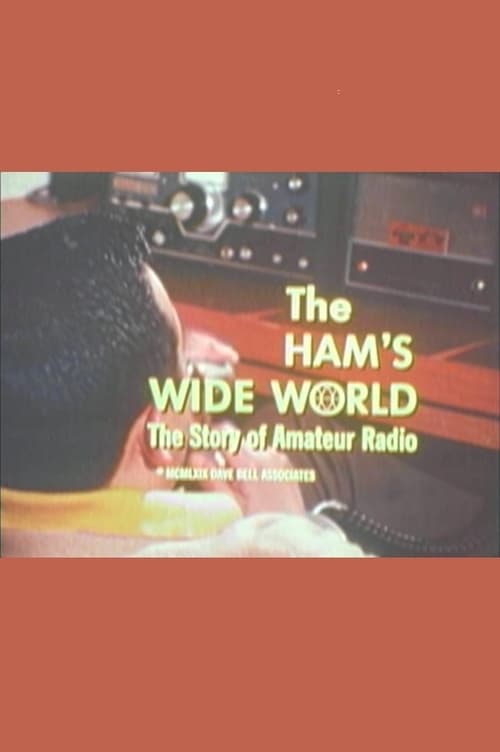 The
HAM'S
WIDE WORLD
The Story of Amateur Radio
© MCMLXIX DAVE BELL ASSOCIATES